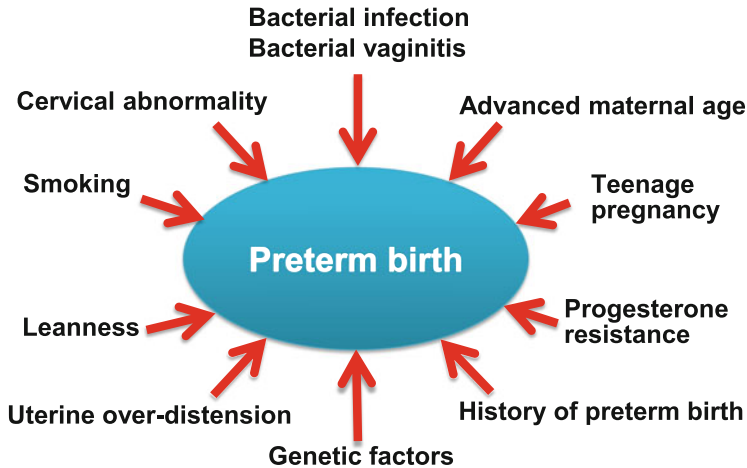 Bacterial infection
Bacterial vaginitis
Cervical abnormality
Advanced maternal age
Smoking
Teenage
pregnancy
Preterm birth
Leanness
Progesterone
resistance
Uterine over-distension
History of preterm birth
Genetic factors